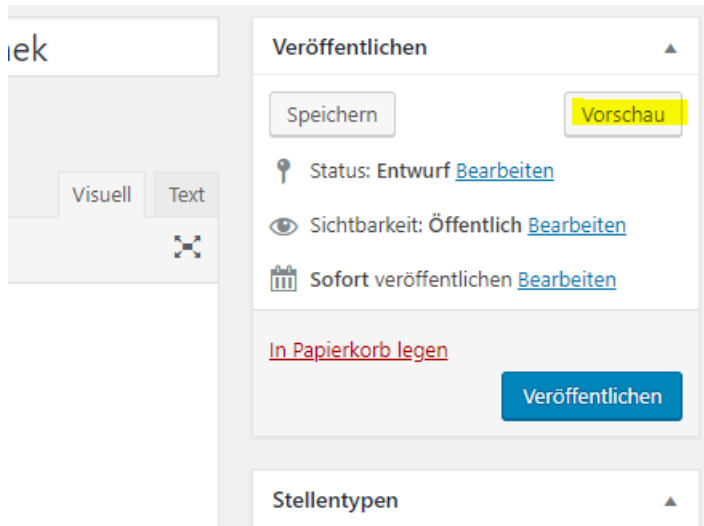 Veröffentlichen
Speichern
Vorschau
Status: Entwurf Bearbeiten
Visuell
Text
Sichtbarkeit: Öffentlich Bearbeiten
Sofort veröffentlichen Bearbeiten
In Papierkorb legen
Veröffentlichen
Stellentypen